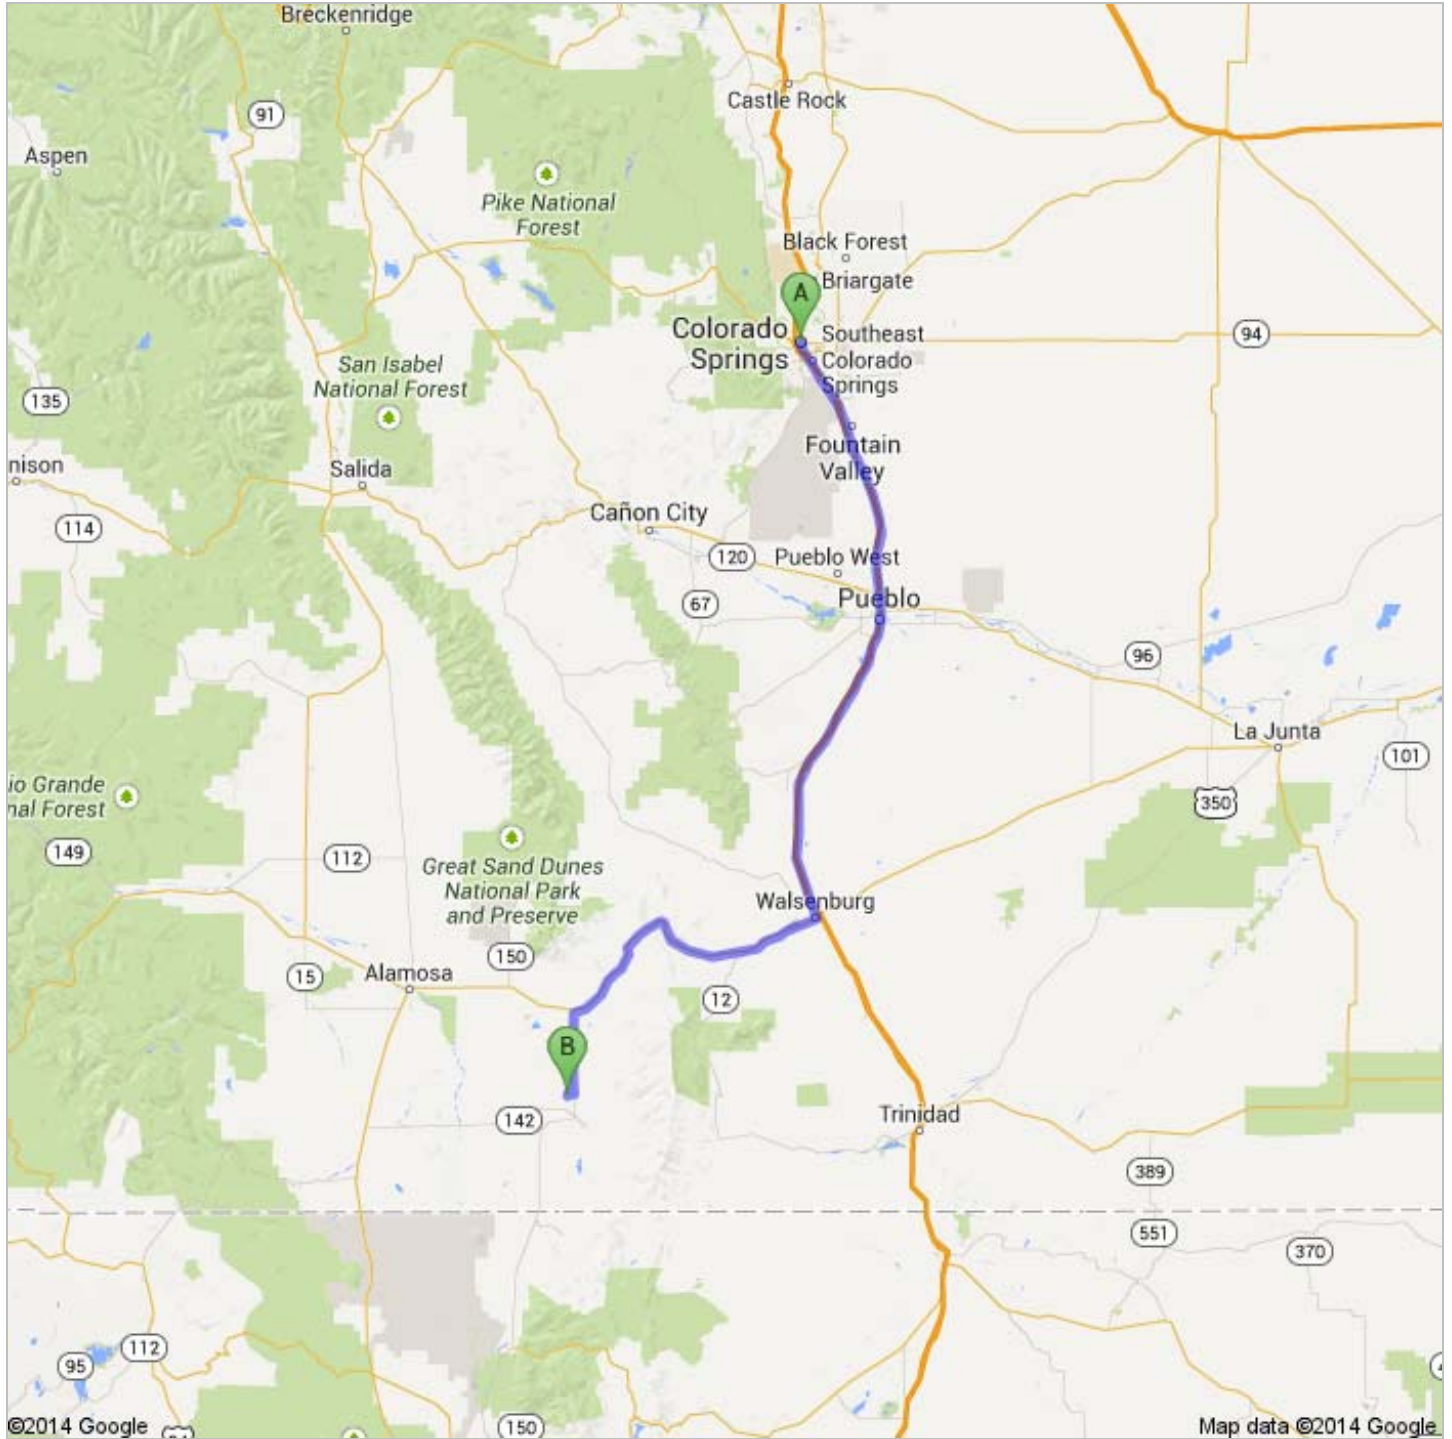 Breckenridge
Castle Rock
91
Aspen
Pike National
Forest
Black Forest
Briargate
A
Colorado
Springs
Southeast
Colorado
Springs
94
San Isabel
National Forest
135
Fountain
Valley
nison
Salida
114
Cañon City
120
Pueblo West
67
Pueblo
96
La Junta
101
io Grande
nal Forest
350
149
112
Great Sand Dunes
National Park
and Preserve
Walsenburg
150
15
Alamosa
12
B
142
Trinidad
389
551
370
112
95
150
©2014 Google
Map data ©2014 Google